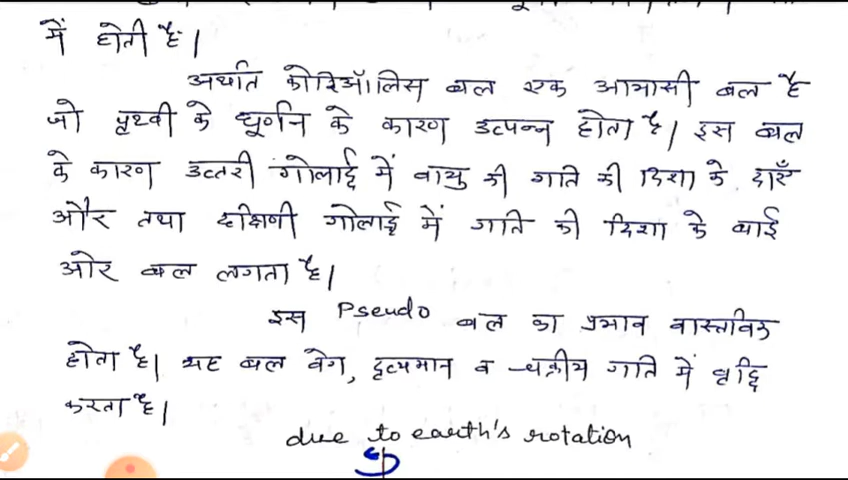 में होती है।
अर्थात कोरिऑलिस बल एक आभासी बल है
जो पृथ्वी के घूर्णन के कारण उत्पन्न होता है। इस बल
के कारण उत्तरी गोलार्द्ध में वायु की गति की दिशा के दाएँ
और तथा दक्षिणी गोलार्द्ध में गति की दिशा के बाई
ओर बल लगता है।
इस Pseudo बल का प्रभाव वास्तविक
होता है। यह बल वेग, द्रव्यमान व चक्रीय गति में वृद्धि
करता है।
due to earth's rotation